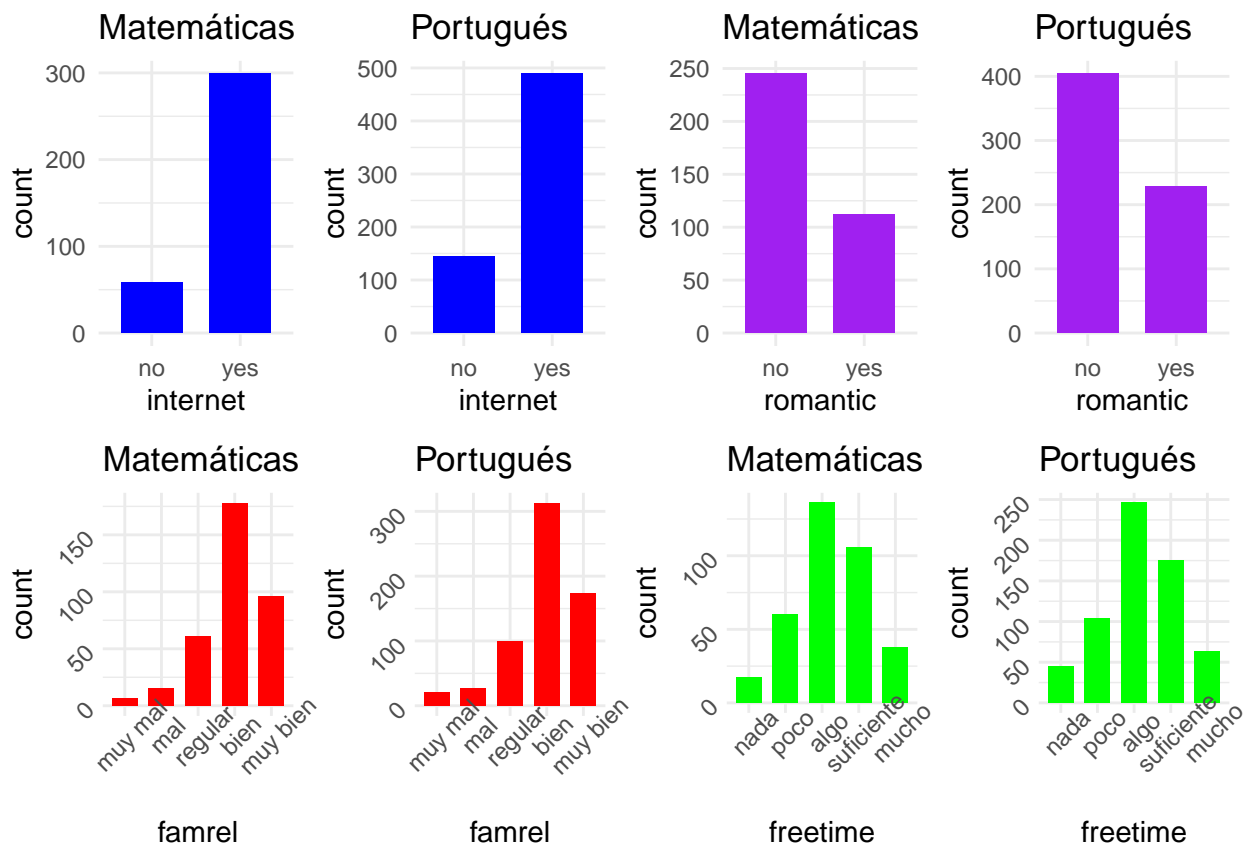 Matemáticas
300
200
100
0
count
no yes
internet
Portugués
500
400
300
200
100
0
count
no yes
internet
Matemáticas
250
200
150
100
50
0
count
no yes
romantic
Portugués
400
300
200
100
0
count
no yes
romantic
Matemáticas
150
100
50
0
count
muy mal
mal
regular
bien
muy bien
famrel
Portugués
300
200
100
0
count
muy mal
mal
regular
bien
muy bien
famrel
Matemáticas
100
50
0
count
nada
poco
algo
suficiente
mucho
freetime
Portugués
250
200
150
100
50
0
count
nada
poco
algo
suficiente
mucho
freetime